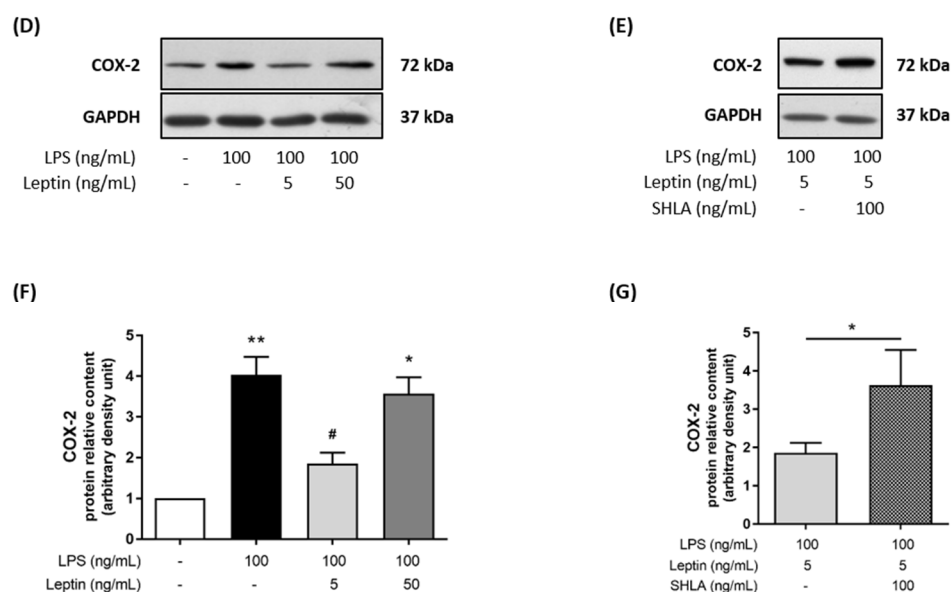 (D)
COX-2 72 kDa
GAPDH 37 kDa
LPS (ng/mL) - 100 100 100
Leptin (ng/mL) - - 5 50
(E)
COX-2 72 kDa
GAPDH 37 kDa
LPS (ng/mL) 100 100
Leptin (ng/mL) 5 5
SHLA (ng/mL) - 100
(F)
COX-2
protein relative content
(arbitrary density unit)
5
4
3
2
1
0
**
#
*
LPS (ng/mL) - 100 100 100
Leptin (ng/mL) - - 5 50
(G)
COX-2
protein relative content
(arbitrary density unit)
5
4
3
2
1
0
*
LPS (ng/mL) 100 100
Leptin (ng/mL) 5 5
SHLA (ng/mL) - 100